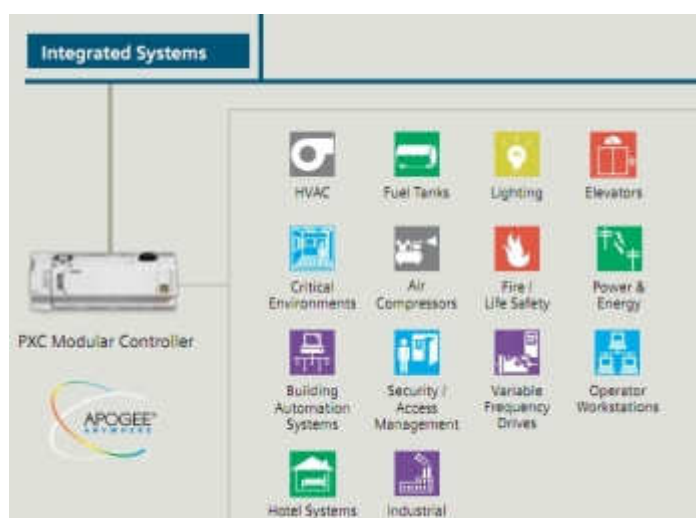 Integrated Systems
HVAC
Fuel Tanks
Lighting
Elevators
Critical
Environments
Air
Compressors
Fire /
Life Safety
Power &
Energy
PXC Modular Controller
Building
Automation
Systems
Security /
Access
Management
Variable
Frequency
Drives
Operator
Workstations
APOGEE
ANYWHERE
Hotel Systems
Industrial